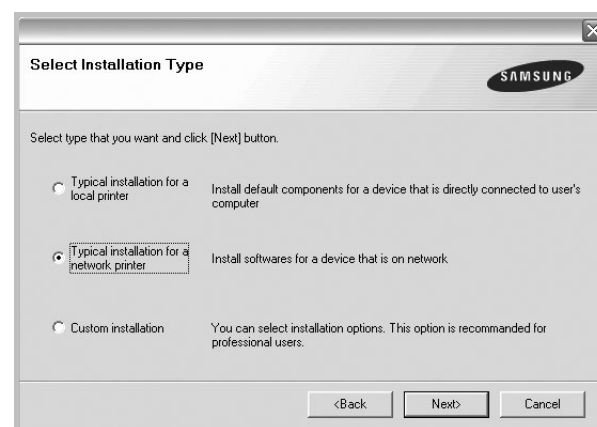 Select Installation Type
SAMSUNG
Select type that you want and click [Next] button.
Typical installation for a
local printer
Install default components for a device that is directly connected to user's
computer
Typical installation for a
network printer
Install softwares for a device that is on network
Custom installation
You can select installation options. This option is recommanded for
professional users.
<Back
Next>
Cancel